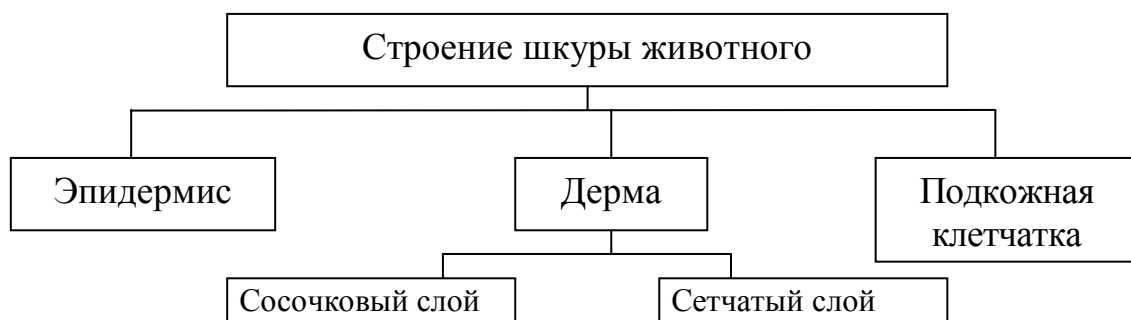 Строение шкуры животного
Эпидермис
Дерма
Подкожная
клетчатка
Сосочковый слой
Сетчатый слой